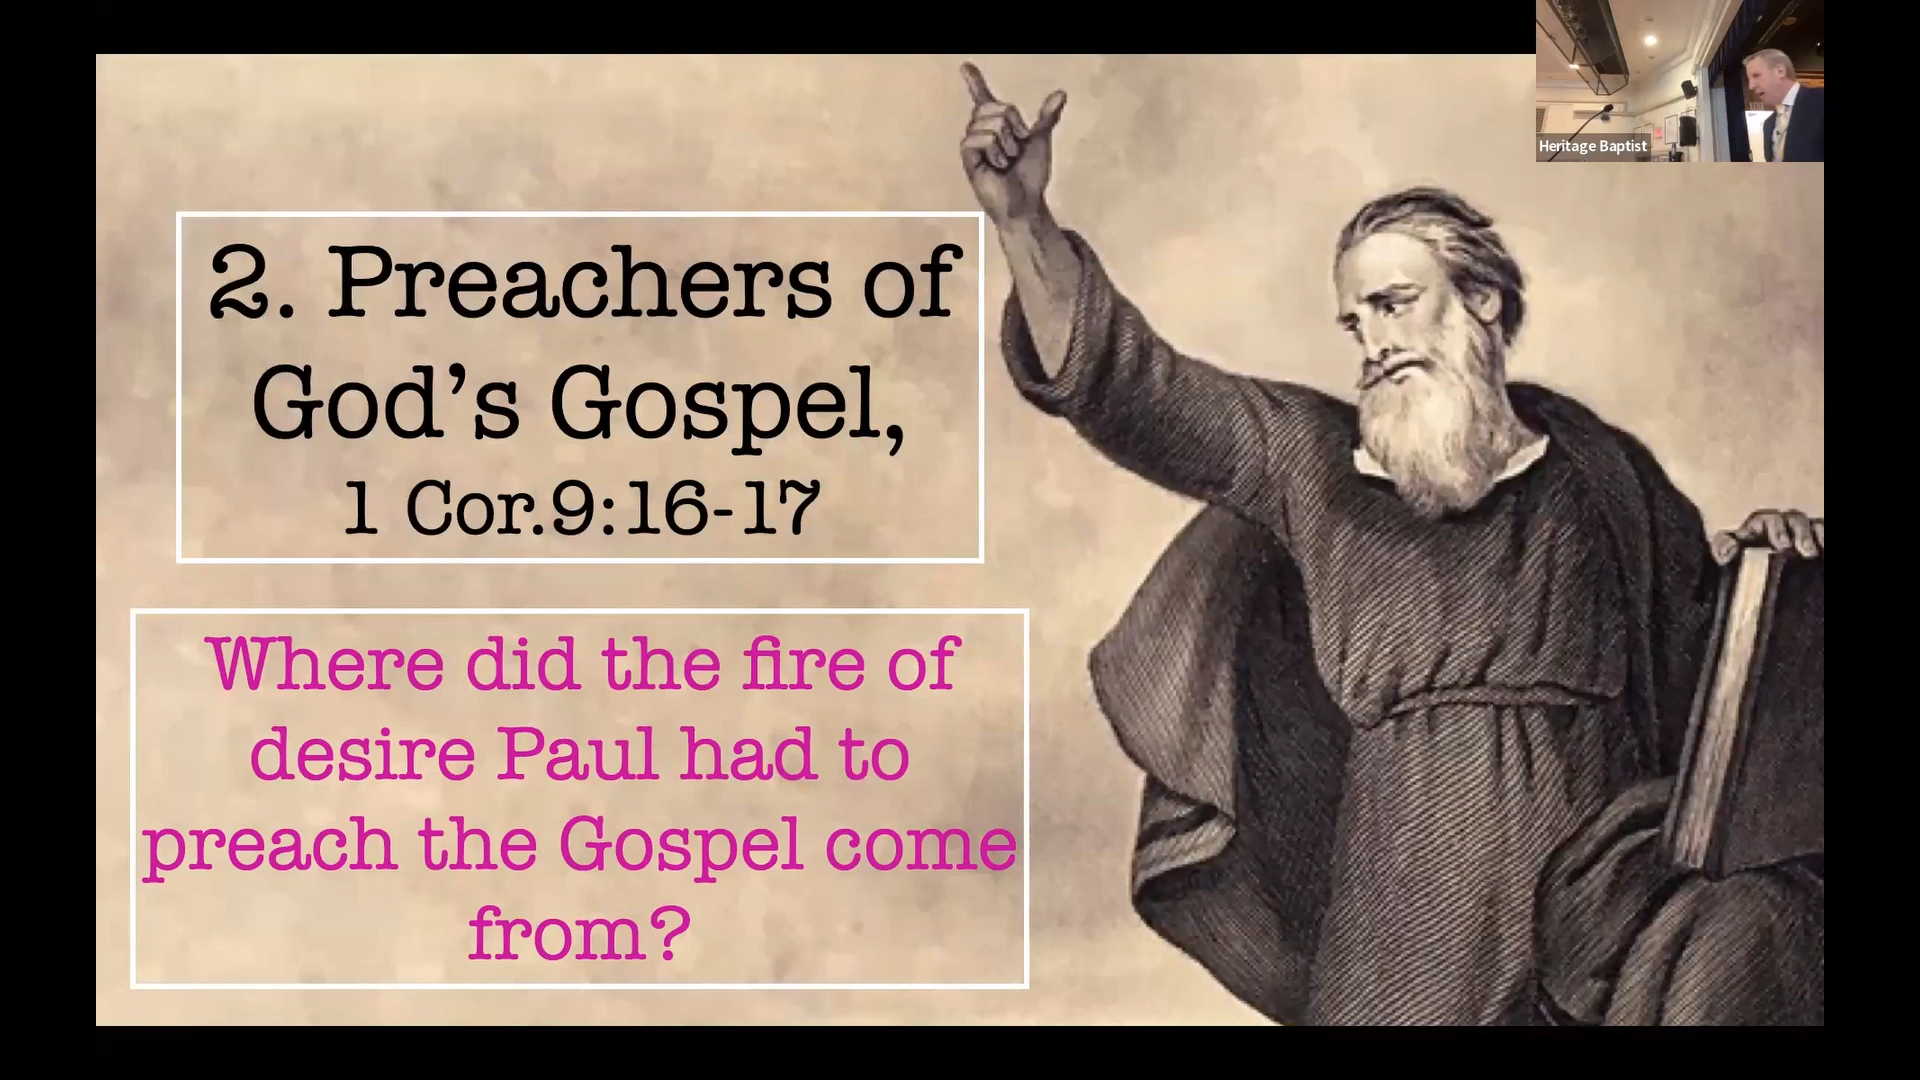 Heritage Baptist
2. Preachers of
God’s Gospel,
1 Cor.9:16-17
Where did the fire of
desire Paul had to
preach the Gospel come
from?